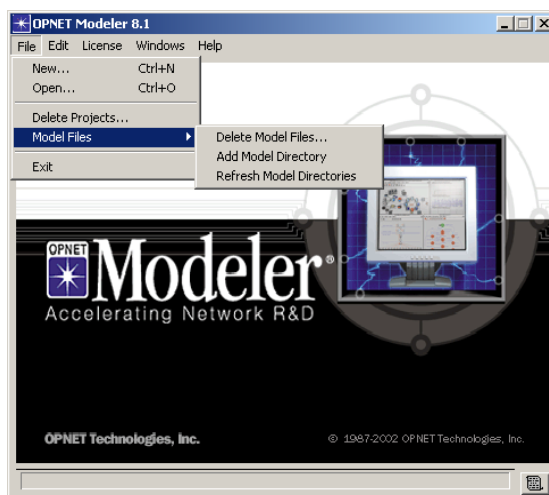 OPNET Modeler 8.1
File Edit License Windows Help
New... Ctrl+N
Open... Ctrl+O
Delete Projects...
Model Files
Delete Model Files...
Add Model Directory
Refresh Model Directories
Exit
OPNET
Modeler®
Accelerating Network R&D
OPNET Technologies, Inc.
© 1987-2002 OPNET Technologies, Inc.